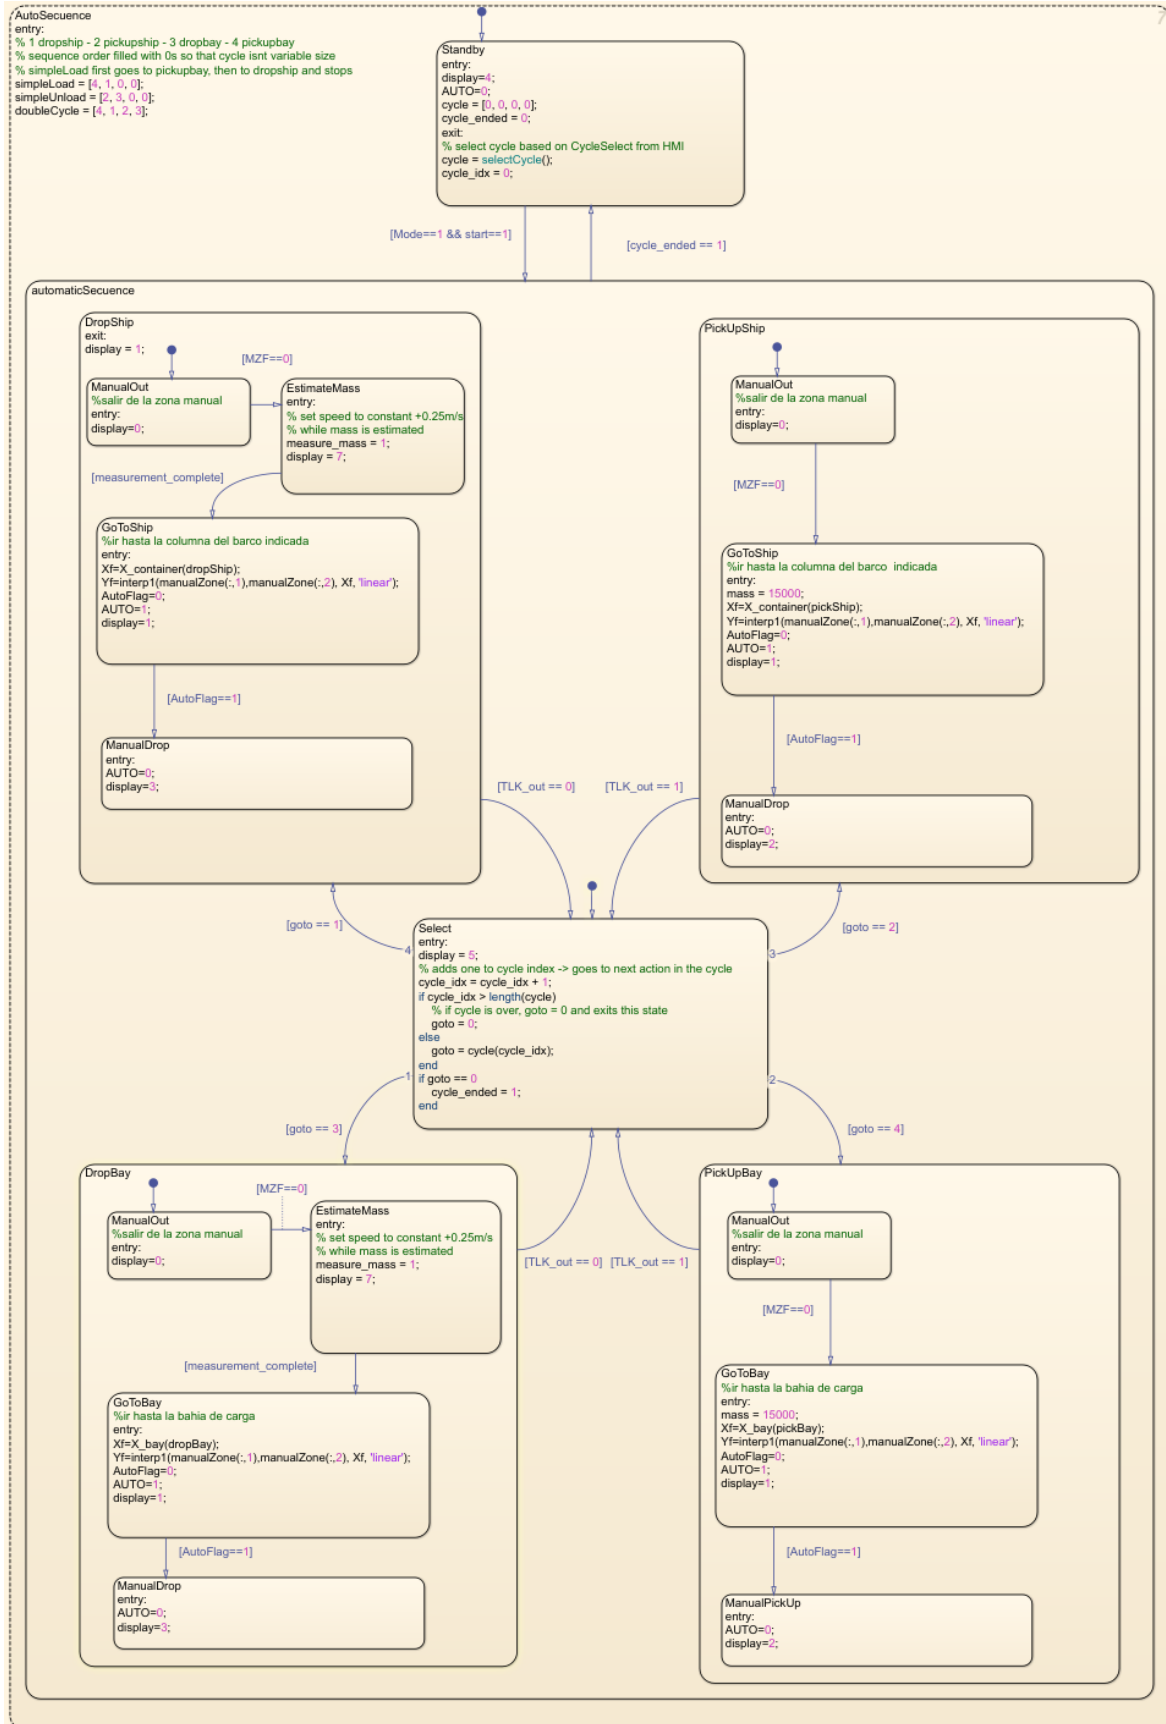 AutoSecuence
entry:
% 1 dropship - 2 pickupship - 3 dropbay - 4 pickupbay
% sequence order filled with 0s so that cycle isnt variable size
% simpleLoad first goes to pickupbay, then to dropship and stops
simpleLoad = [4, 1, 0, 0];
simpleUnload = [2, 3, 0, 0];
doubleCycle = [4, 1, 2, 3];
7
Standby
entry:
display=4;
AUTO=0;
cycle = [0, 0, 0, 0];
cycle_ended = 0;
exit:
% select cycle based on CycleSelect from HMI
cycle = selectCycle();
cycle_idx = 0;
[Mode==1 && start==1]
[cycle_ended == 1]
automaticSecuence
DropShip
exit:
display = 1;
[MZF==0]
ManualOut
%salir de la zona manual
entry:
display=0;
EstimateMass
entry:
% set speed to constant +0.25m/s
% while mass is estimated
measure_mass = 1;
display = 7;
[measurement_complete]
GoToShip
%ir hasta la columna del barco indicada
entry:
Xf=X_container(dropShip);
Yf=interp1(manualZone(:,1),manualZone(:,2), Xf, 'linear');
AutoFlag=0;
AUTO=1;
display=1;
[AutoFlag==1]
ManualDrop
entry:
AUTO=0;
display=3;
[TLK_out == 0]
PickUpShip
ManualOut
%salir de la zona manual
entry:
display=0;
[MZF==0]
GoToShip
%ir hasta la columna del barco  indicada
entry:
mass = 15000;
Xf=X_container(pickShip);
Yf=interp1(manualZone(:,1),manualZone(:,2), Xf, 'linear');
AutoFlag=0;
AUTO=1;
display=1;
[AutoFlag==1]
ManualDrop
entry:
AUTO=0;
display=2;
[TLK_out == 1]
[goto == 1]
4
[goto == 2]
3
Select
entry:
display = 5;
% adds one to cycle index -> goes to next action in the cycle
cycle_idx = cycle_idx + 1;
if cycle_idx > length(cycle)
% if cycle is over, goto = 0 and exits this state
goto = 0;
else
goto = cycle(cycle_idx);
end
if goto == 0
cycle_ended = 1;
end
1
[goto == 3]
2
[goto == 4]
DropBay
[MZF==0]
ManualOut
%salir de la zona manual
entry:
display=0;
EstimateMass
entry:
% set speed to constant +0.25m/s
% while mass is estimated
measure_mass = 1;
display = 7;
[measurement_complete]
GoToBay
%ir hasta la bahia de carga
entry:
Xf=X_bay(dropBay);
Yf=interp1(manualZone(:,1),manualZone(:,2), Xf, 'linear');
AutoFlag=0;
AUTO=1;
display=1;
[AutoFlag==1]
ManualDrop
entry:
AUTO=0;
display=3;
[TLK_out == 0]
[TLK_out == 1]
PickUpBay
ManualOut
%salir de la zona manual
entry:
display=0;
[MZF==0]
GoToBay
%ir hasta la bahia de carga
entry:
mass = 15000;
Xf=X_bay(pickBay);
Yf=interp1(manualZone(:,1),manualZone(:,2), Xf, 'linear');
AutoFlag=0;
AUTO=1;
display=1;
[AutoFlag==1]
ManualPickUp
entry:
AUTO=0;
display=2;